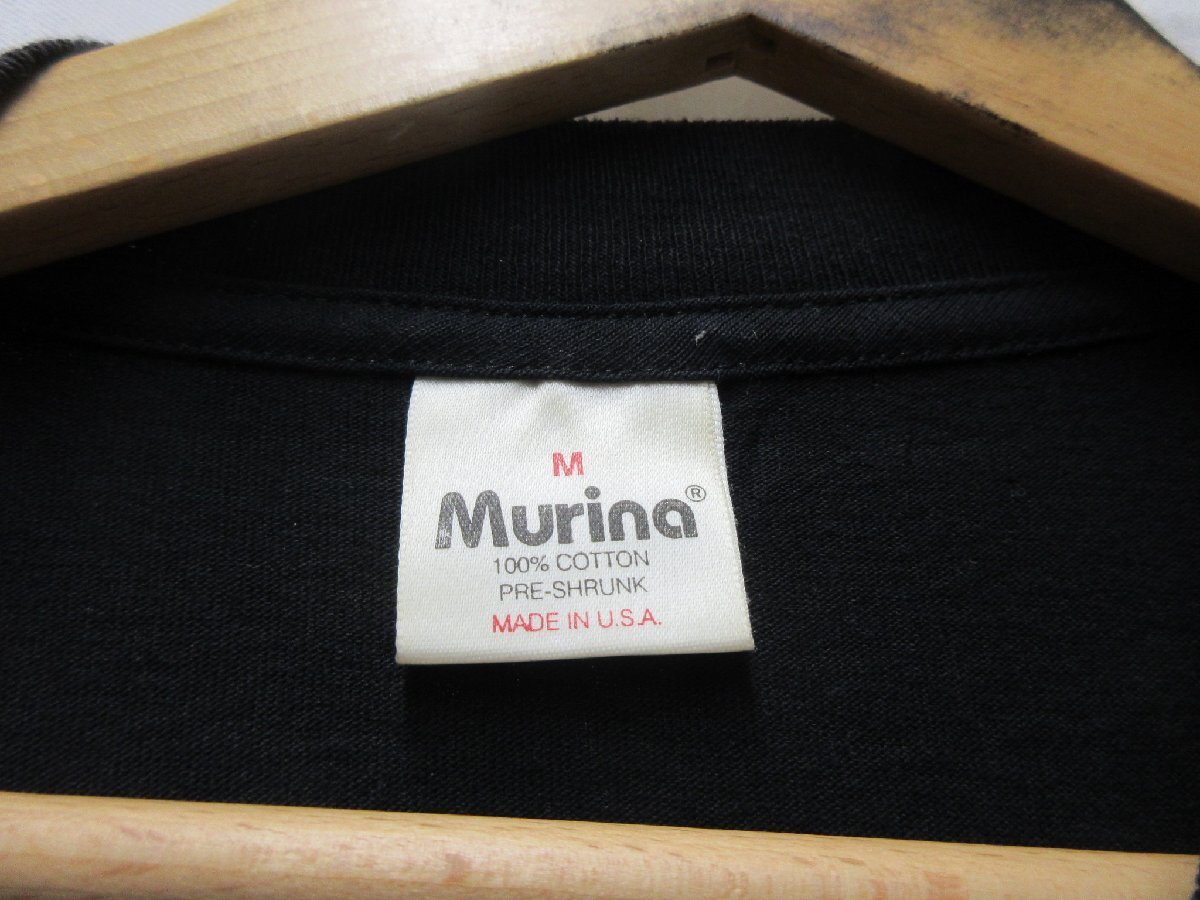 M
Murina®
100% COTTON
PRE-SHRUNK
MADE IN U.S.A.